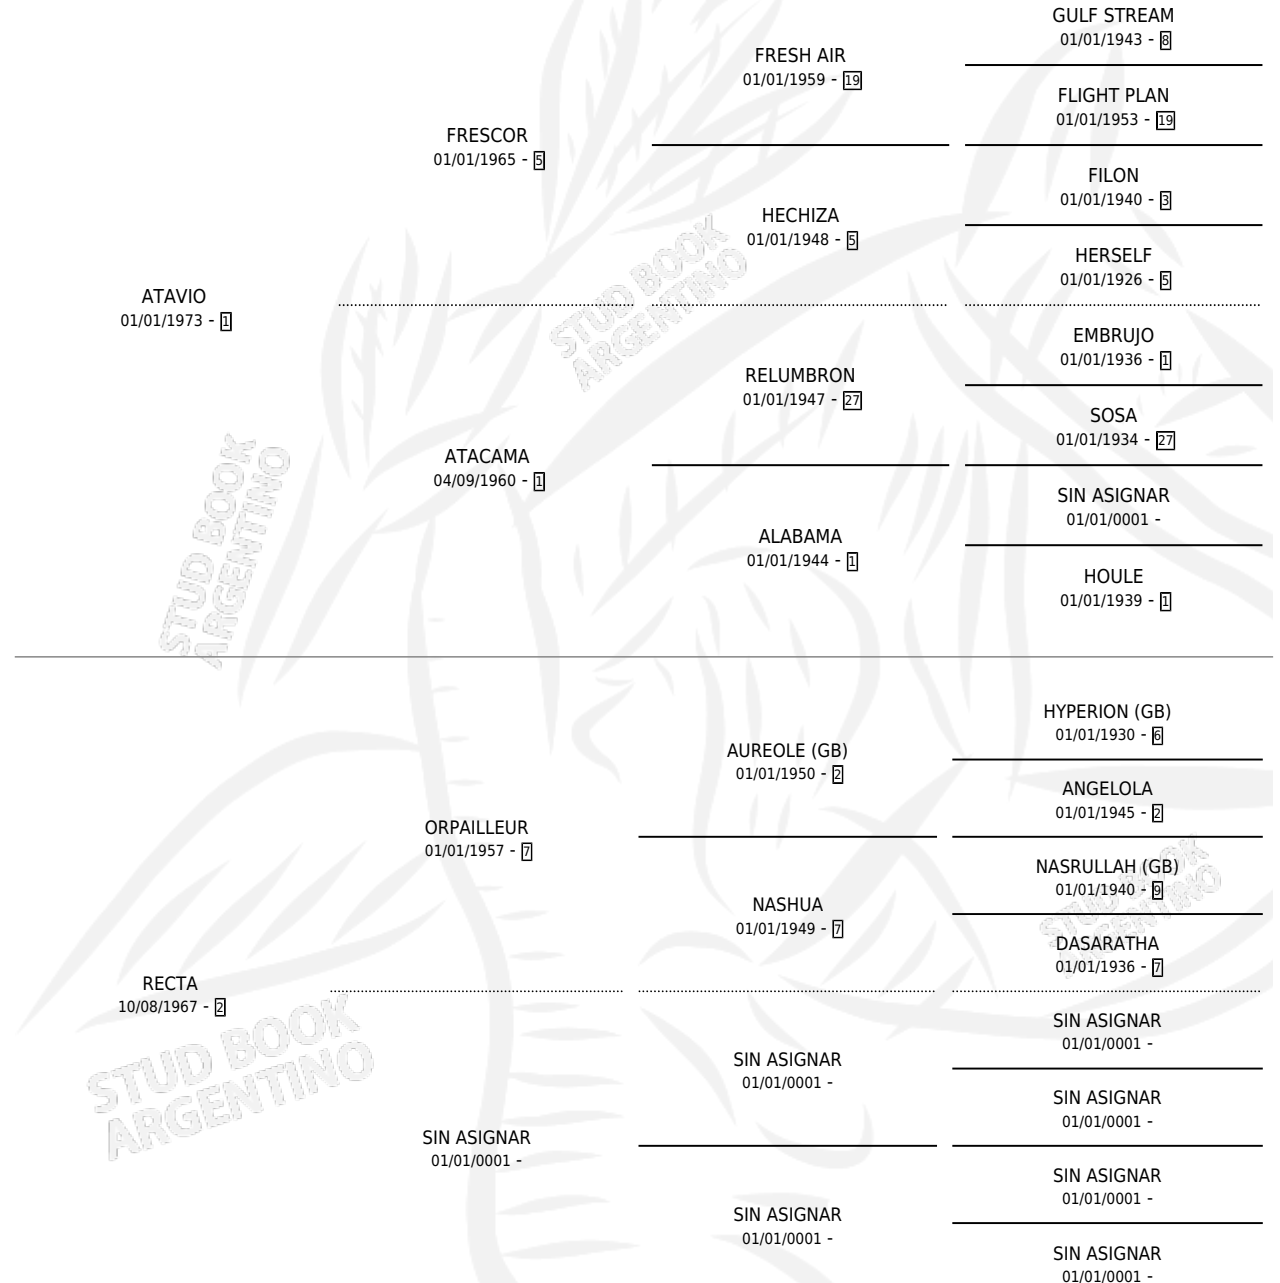 GULF STREAM
01/01/1943 - 8
FRESH AIR
01/01/1959 - 19
FLIGHT PLAN
01/01/1953 - 19
FRESCOR
01/01/1965 - 5
FILON
01/01/1940 - 3
HECHIZA
01/01/1948 - 5
HERSELF
01/01/1926 - 5
ATAVIO
01/01/1973 - 1
EMBRUJO
01/01/1936 - 1
RELUMBRON
01/01/1947 - 27
SOSA
01/01/1934 - 27
ATACAMA
04/09/1960 - 1
SIN ASIGNAR
01/01/0001 -
ALABAMA
01/01/1944 - 1
HOULE
01/01/1939 - 1
HYPERION (GB)
01/01/1930 - 6
AUREOLE (GB)
01/01/1950 - 2
ANGELOLA
01/01/1945 - 2
ORPAILLEUR
01/01/1957 - 7
NASRULLAH (GB)
01/01/1940 - 9
NASHUA
01/01/1949 - 7
DASARATHA
01/01/1936 - 7
RECTA
10/08/1967 - 2
SIN ASIGNAR
01/01/0001 -
SIN ASIGNAR
01/01/0001 -
SIN ASIGNAR
01/01/0001 -
SIN ASIGNAR
01/01/0001 -
SIN ASIGNAR
01/01/0001 -
SIN ASIGNAR
01/01/0001 -
SIN ASIGNAR
01/01/0001 -
STUD BOOK
ARGENTINO
STUD BOOK
ARGENTINO
STUD BOOK
ARGENTINO
STUD BOOK
ARGENTINO